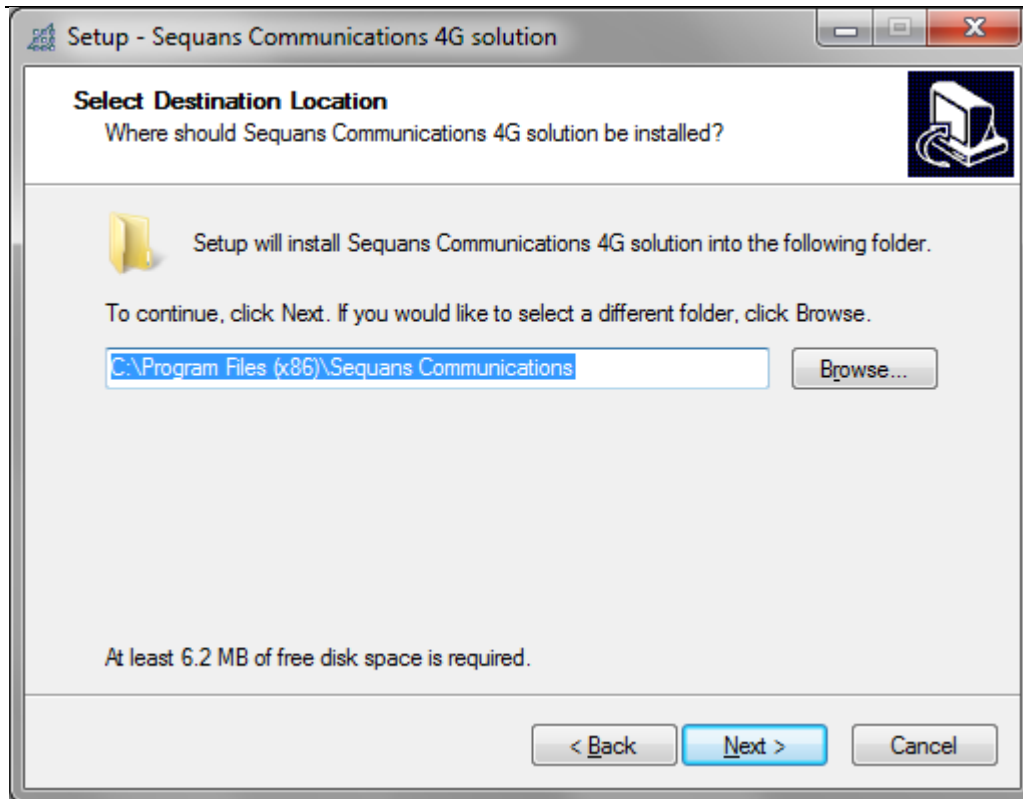 Setup - Sequans Communications 4G solution
Select Destination Location
Where should Sequans Communications 4G solution be installed?
Setup will install Sequans Communications 4G solution into the following folder.
To continue, click Next. If you would like to select a different folder, click Browse.
C:\Program Files (x86)\Sequans Communications
Browse...
At least 6.2 MB of free disk space is required.
< Back
Next >
Cancel